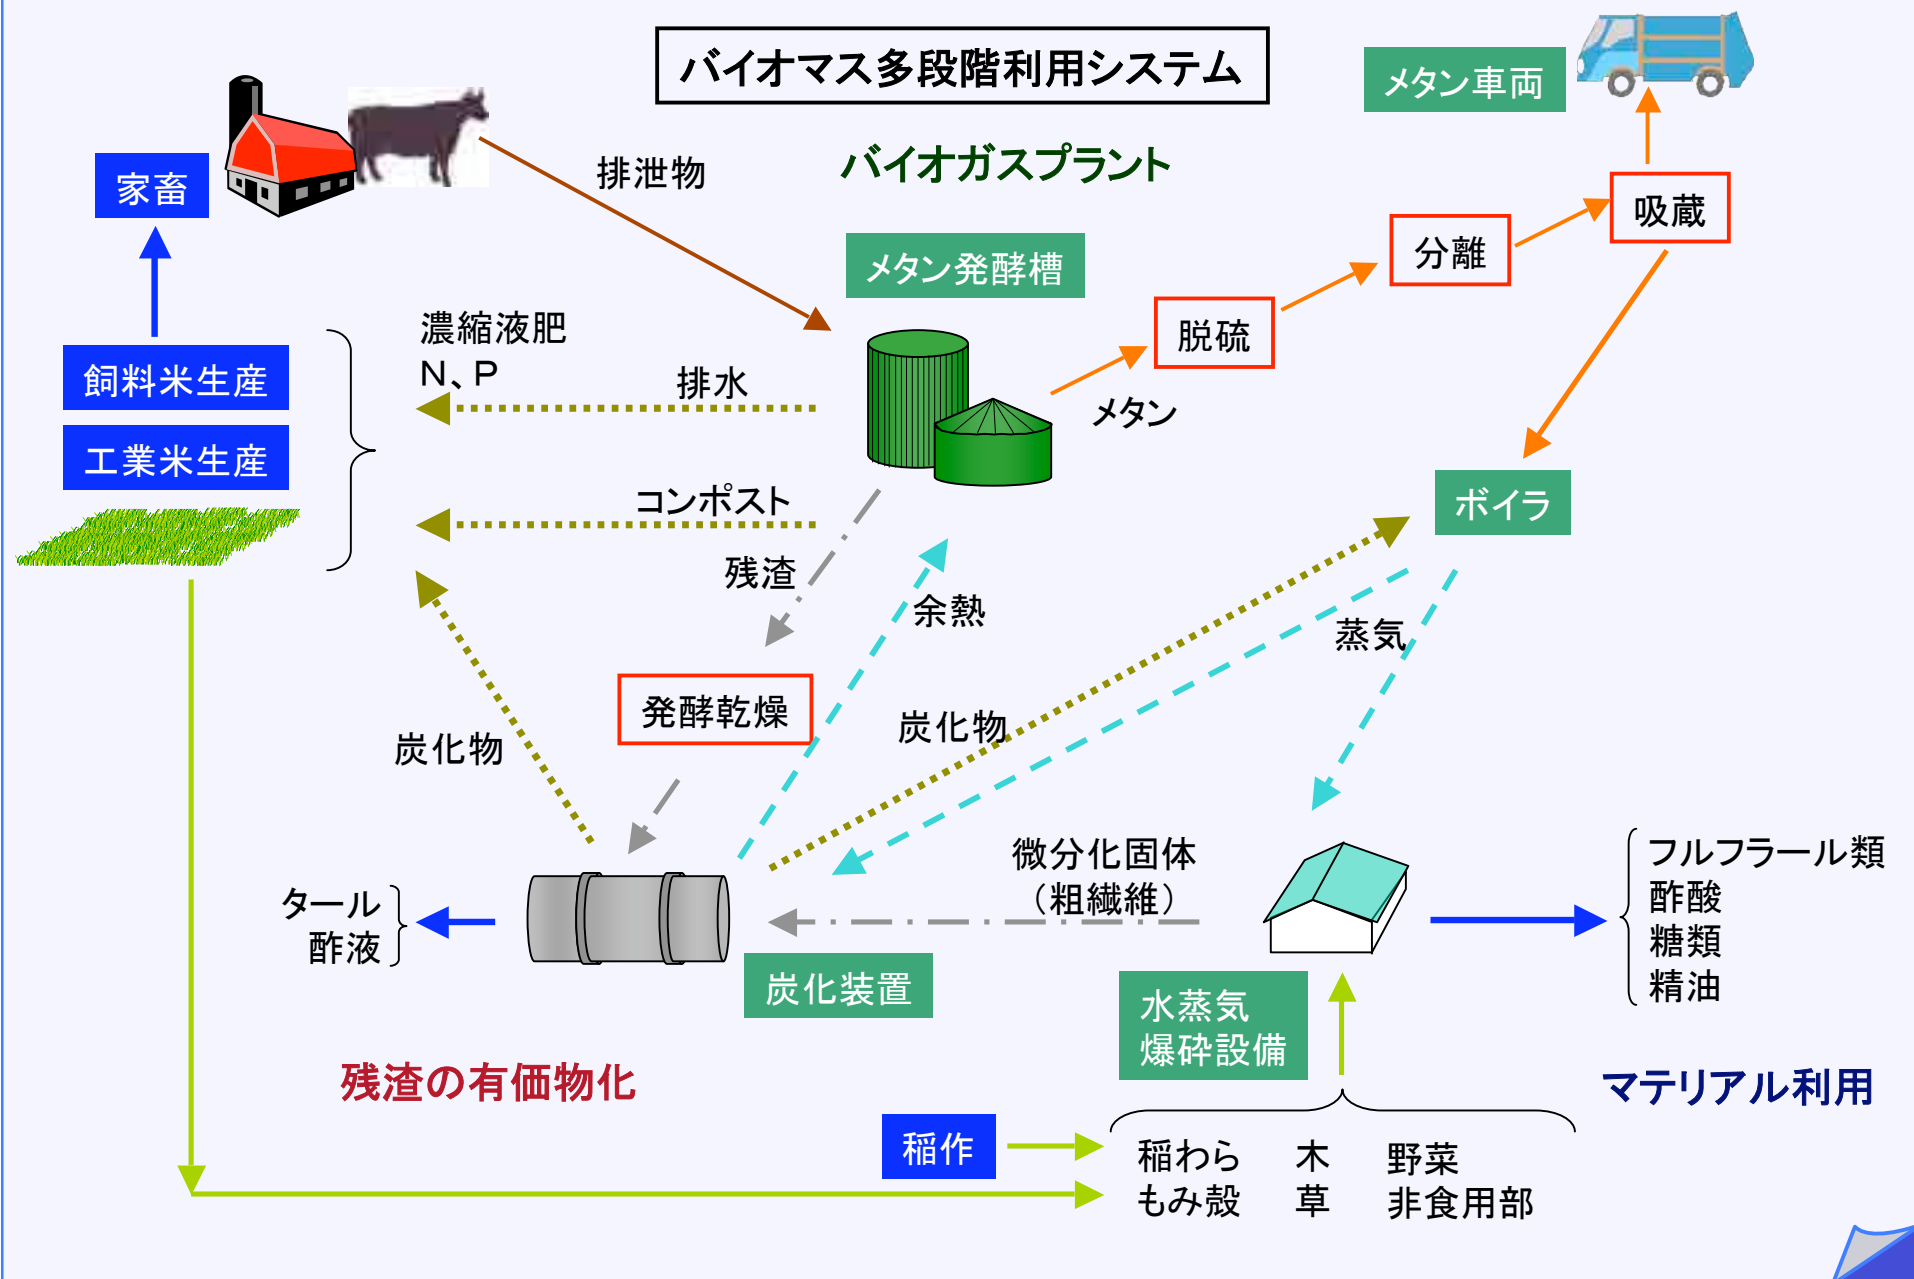 バイオマス多段階利用システム
メタン車両
バイオガスプラント
家畜
排泄物
吸蔵
分離
メタン発酵槽
脱硫
濃縮液肥
N、P
排水
メタン
飼料米生産
工業米生産
コンポスト
ボイラ
残渣
余熱
蒸気
発酵乾燥
炭化物
炭化物
微分化固体
（粗繊維）
フルフラール類
酢酸
糖類
精油
タール
酢液
炭化装置
水蒸気
爆砕設備
残渣の有価物化
マテリアル利用
稲作
稲わら 木 野菜
もみ殻 草 非食用部